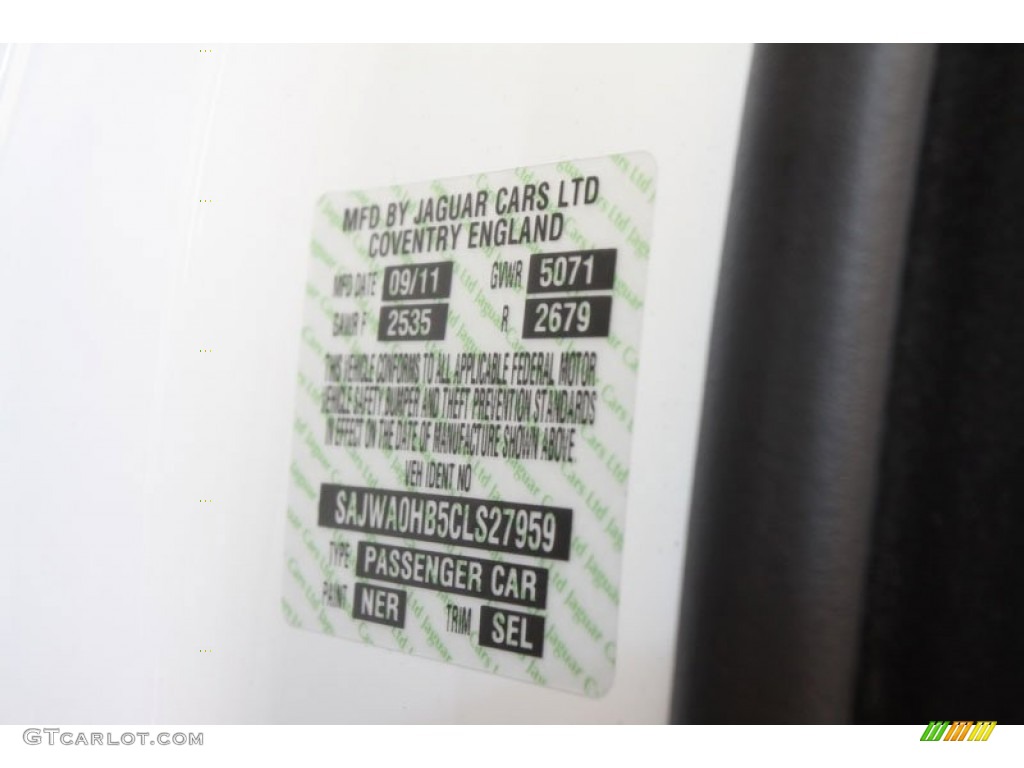 MFD BY JAGUAR CARS LTD
COVENTRY ENGLAND
MFD DATE 09/11 GVWR 5071
GAWR F 2535 R 2679
THIS VEHICLE CONFORMS TO ALL APPLICABLE FEDERAL MOTOR
VEHICLE SAFETY BUMPER AND THEFT PREVENTION STANDARDS
IN EFFECT ON THE DATE OF MANUFACTURE SHOWN ABOVE
VEH IDENT NO
SAJWA0HB5CLS27959
TYPE PASSENGER CAR
PAINT NER TRIM SEL
GTCARLOT.COM